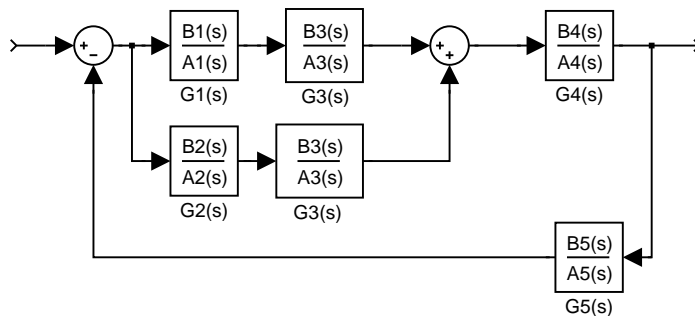 +
−
B1(s)
A1(s)
G1(s)
B3(s)
A3(s)
G3(s)
+
+
B4(s)
A4(s)
G4(s)
B2(s)
A2(s)
G2(s)
B3(s)
A3(s)
G3(s)
B5(s)
A5(s)
G5(s)